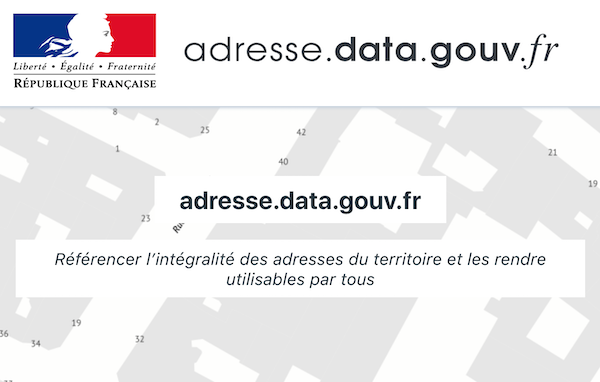 Liberté • Égalité • Fraternité
RÉPUBLIQUE FRANÇAISE
adresse.data.gouv.fr
8
2
25
42
1
40
21
19
adresse.data.gouv.fr
23
Référencer l’intégralité des adresses du territoire et les rendre
utilisables par tous
36
34
19
32